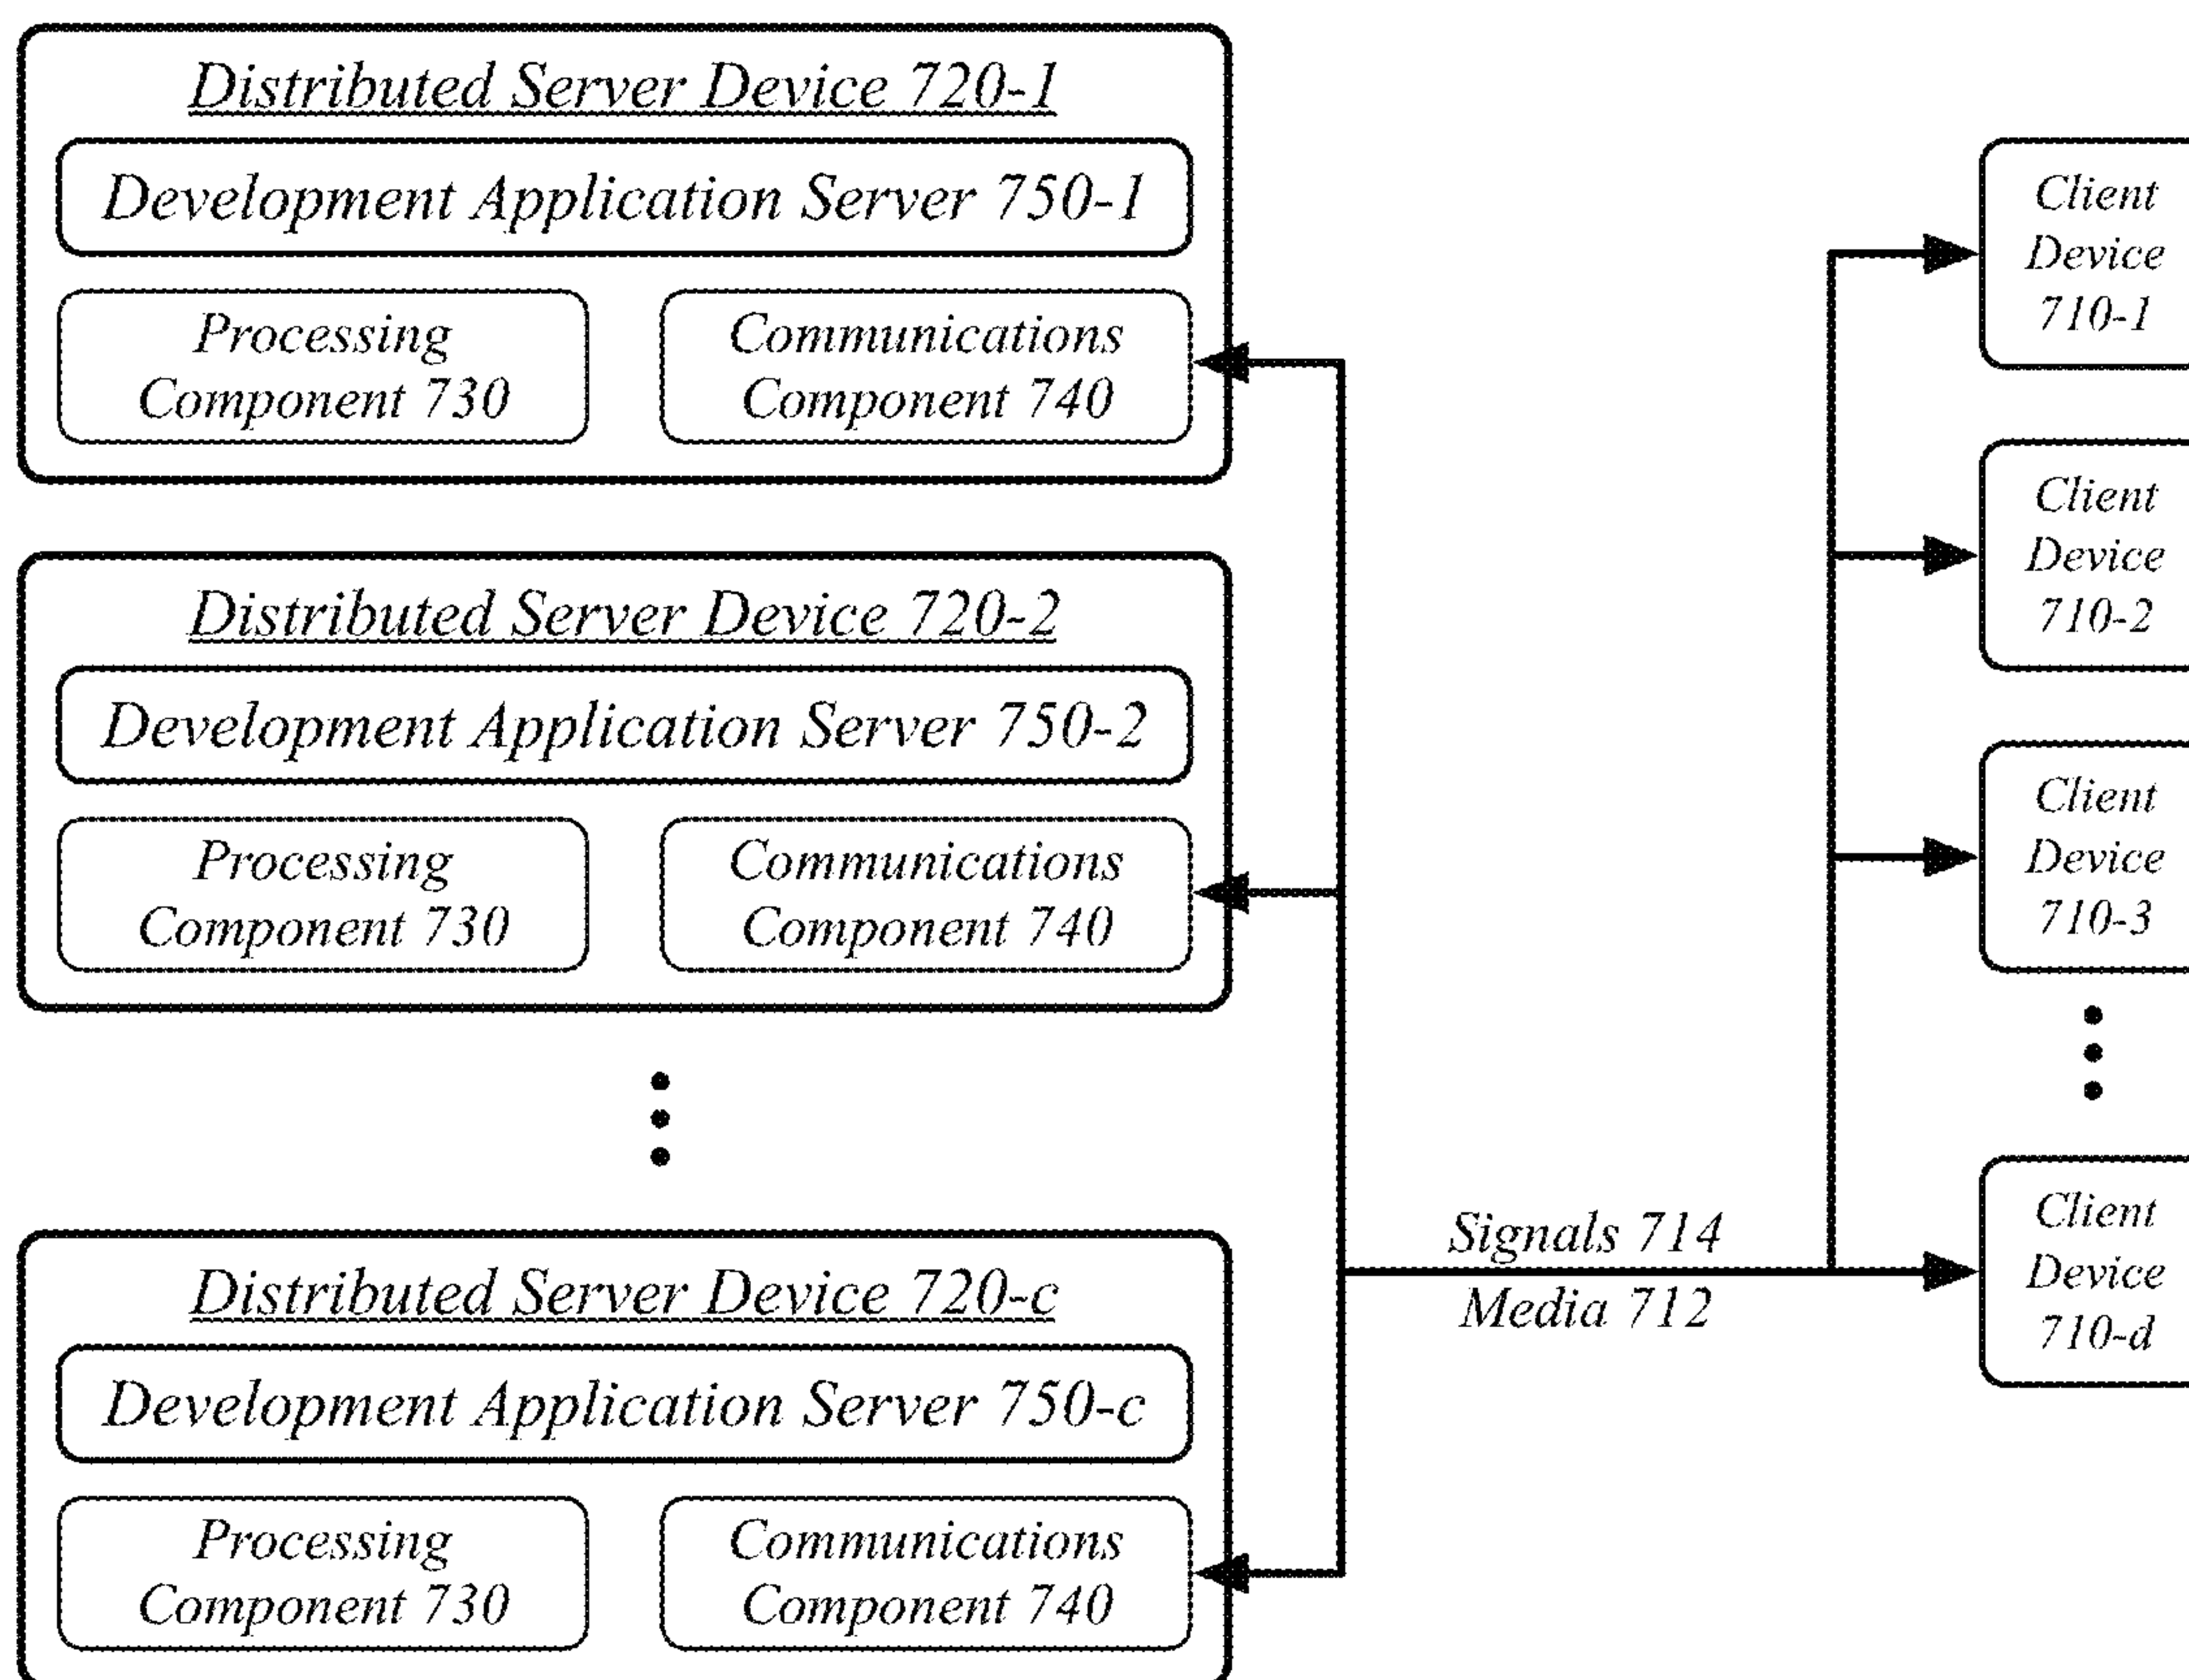 Distributed Server Device 720-1
Development Application Server 750-1
Processing
Component 730
Communications
Component 740
Distributed Server Device 720-2
Development Application Server 750-2
Processing
Component 730
Communications
Component 740
Distributed Server Device 720-c
Development Application Server 750-c
Processing
Component 730
Communications
Component 740
Signals 714
Media 712
Client
Device
710-1
Client
Device
710-2
Client
Device
710-3
Client
Device
710-d